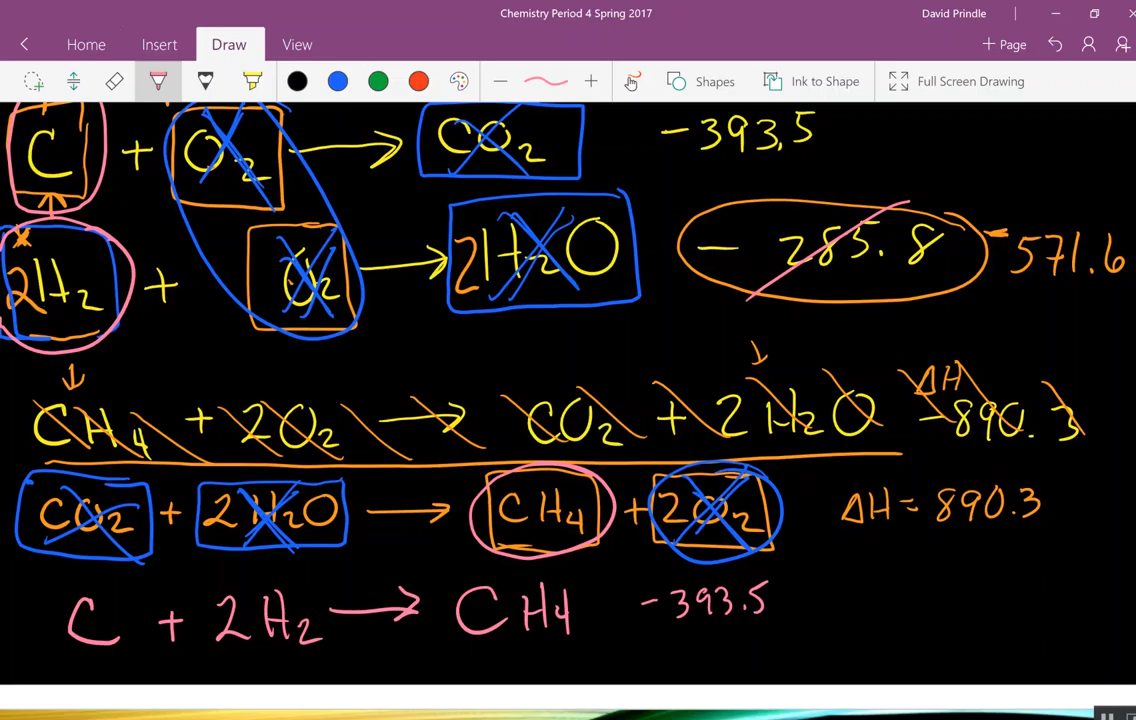 Chemistry Period 4 Spring 2017 David Prindle
Home Insert Draw View + Page
Shapes Ink to Shape Full Screen Drawing
C + O₂ → CO₂ -393.5
2H₂ + O₂ → 2H₂O - 285.8 -571.6
CH₄ + 2O₂ → CO₂ + 2H₂O ΔH -890.3
CO₂ + 2H₂O → CH₄ + 2O₂ ΔH = 890.3
C + 2H₂ → CH₄ -393.5